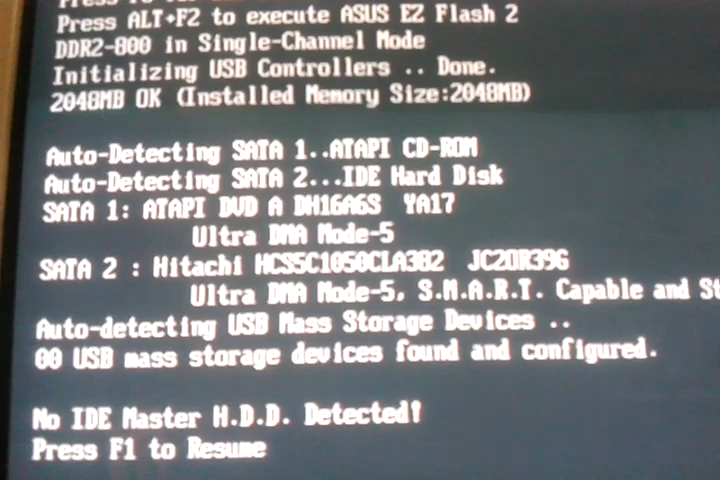 Press ALT+F2 to execute ASUS EZ Flash 2
DDR2-800 in Single-Channel Mode
Initializing USB Controllers .. Done.
2048MB OK (Installed Memory Size:2048MB)
Auto-Detecting SATA 1..ATAPI CD-ROM
Auto-Detecting SATA 2...IDE Hard Disk
SATA 1: ATAPI DVD A DH16A6S YA17
Ultra DMA Mode-5
SATA 2 : Hitachi HCS5C1050CLA382 JC2OR39G
Ultra DMA Mode-5, S.M.A.R.T. Capable and St
Auto-detecting USB Mass Storage Devices ..
00 USB mass storage devices found and configured.
No IDE Master H.D.D. Detected!
Press F1 to Resume